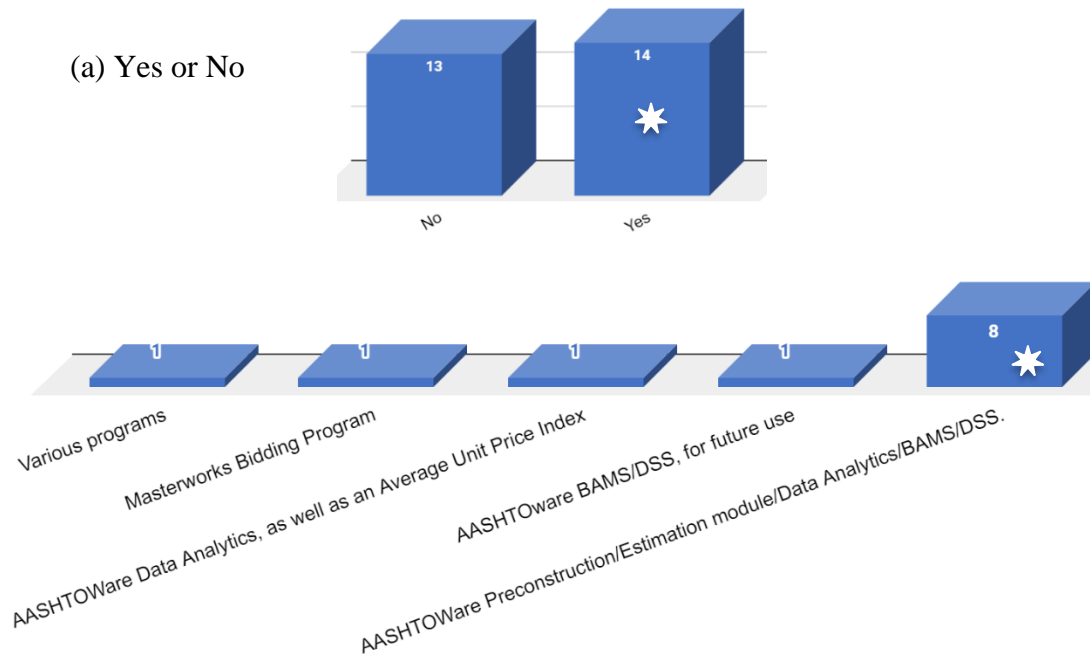 (a) Yes or No
13
14
No
Yes
1
1
1
1
8
Various programs
Masterworks Bidding Program
AASHTOWare Data Analytics, as well as an Average Unit Price Index
AASHTOware BAMS/DSS, for future use
AASHTOWare Preconstruction/Estimation module/Data Analytics/BAMS/DSS.